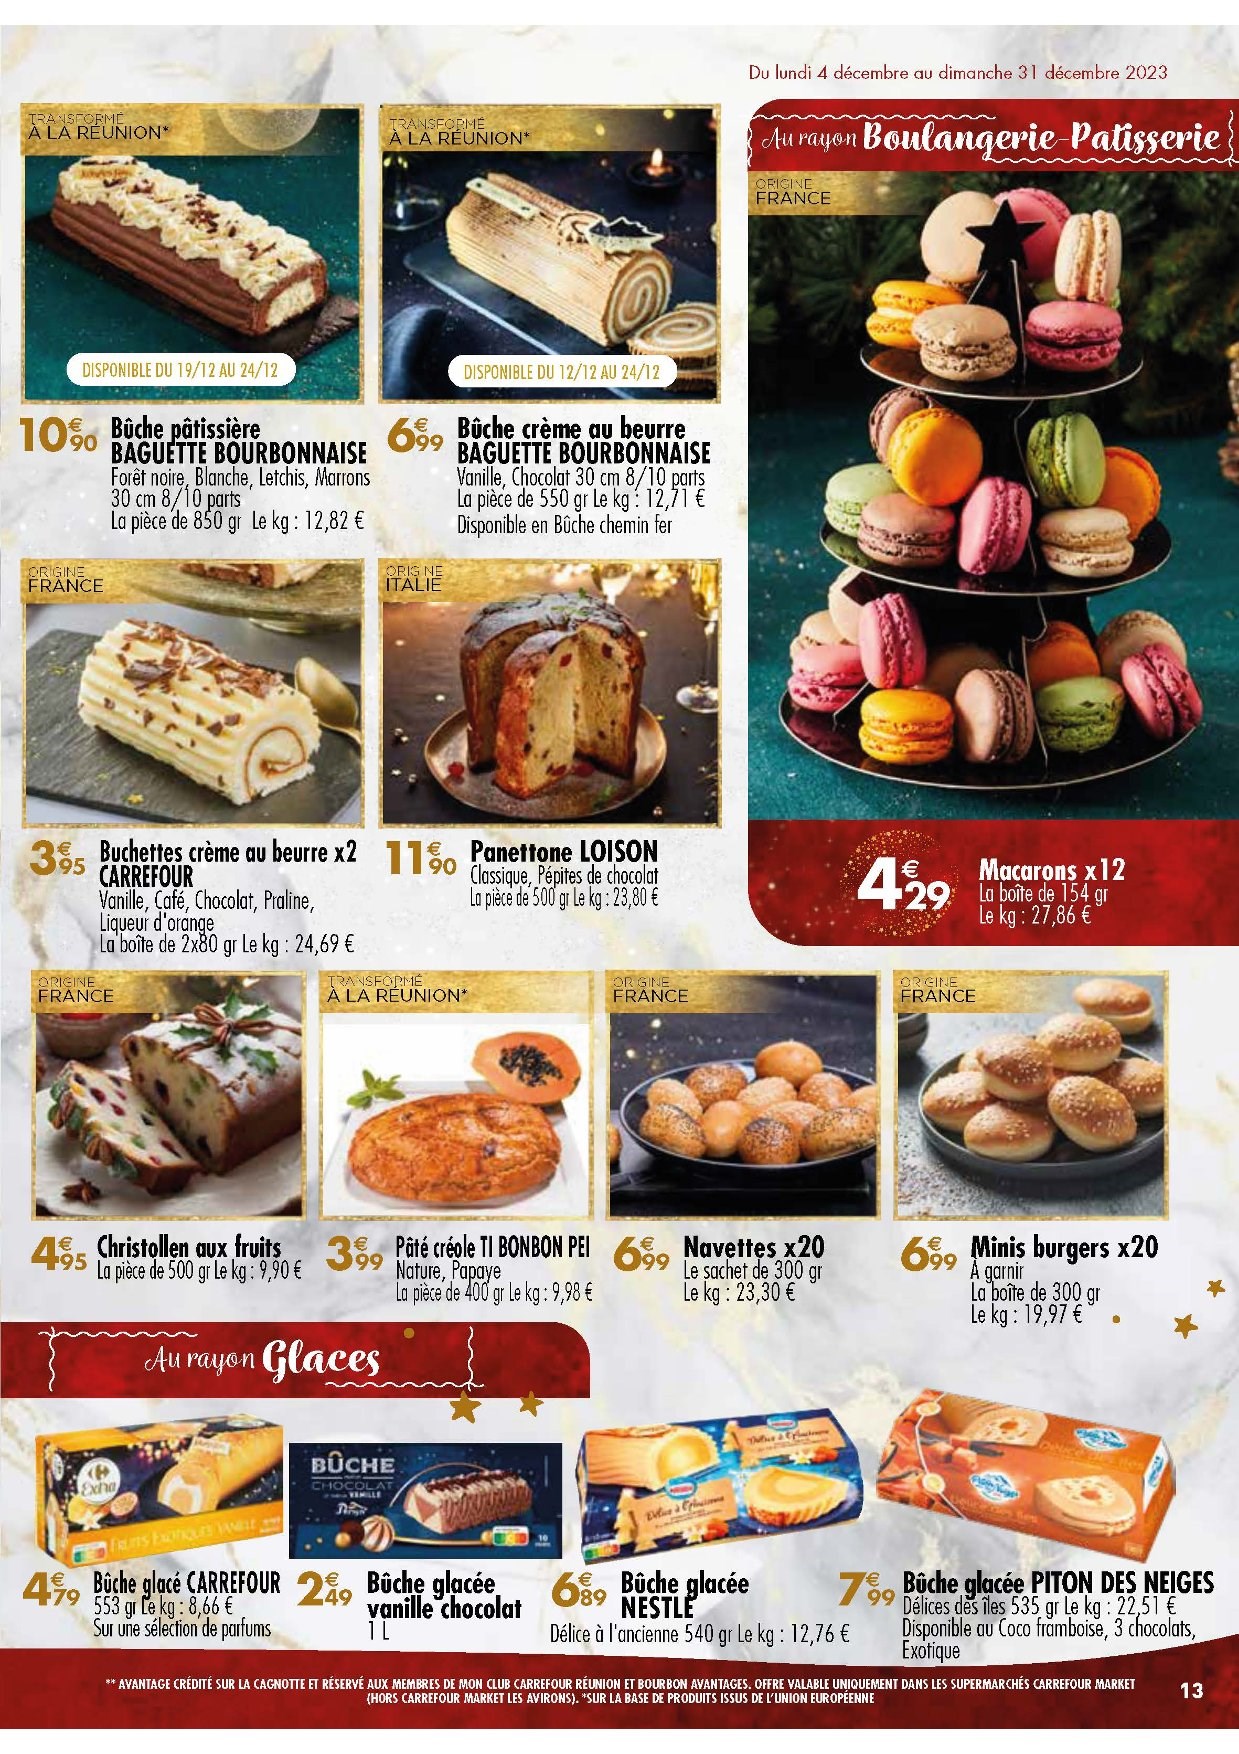 Du lundi 4 décembre au dimanche 31 décembre 2023
TRANSFORMÉ
À LA RÉUNION*
DISPONIBLE DU 19/12 AU 24/12
10€90
Bûche pâtissière
BAGUETTE BOURBONNAISE
Forêt noire, Blanche, Letchis, Marrons
30 cm 8/10 parts
La pièce de 850 gr Le kg : 12,82 €
TRANSFORMÉ
À LA RÉUNION*
DISPONIBLE DU 12/12 AU 24/12
6€99
Bûche crème au beurre
BAGUETTE BOURBONNAISE
Vanille, Chocolat 30 cm 8/10 parts
La pièce de 550 gr Le kg : 12,71 €
Disponible en Bûche chemin fer
Au rayon Boulangerie-Patisserie
ORIGINE
FRANCE
4€29
Macarons x12
La boîte de 154 gr
Le kg : 27,86 €
ORIGINE
FRANCE
3€95
Buchettes crème au beurre x2
CARREFOUR
Vanille, Café, Chocolat, Praline,
Liqueur d'orange
La boîte de 2x80 gr Le kg : 24,69 €
ORIGINE
ITALIE
11€90
Panettone LOISON
Classique, Pépites de chocolat
La pièce de 500 gr Le kg : 23,80 €
ORIGINE
FRANCE
4€95
Christollen aux fruits
La pièce de 500 gr Le kg : 9,90 €
TRANSFORMÉ
À LA RÉUNION*
3€99
Pâté créole TI BONBON PEI
Nature, Papaye
La pièce de 400 gr Le kg : 9,98 €
ORIGINE
FRANCE
6€99
Navettes x20
Le sachet de 300 gr
Le kg : 23,30 €
ORIGINE
FRANCE
6€99
Minis burgers x20
À garnir
La boîte de 300 gr
Le kg : 19,97 €
Au rayon Glaces
Carrefour
Extra
FRUITS EXOTIQUES VANILLE
4€79
Bûche glacé CARREFOUR
553 gr Le kg : 8,66 €
Sur une sélection de parfums
BÛCHE
CHOCOLAT
VANILLE
2€49
Bûche glacée
vanille chocolat
1 L
Délice à l'ancienne
Délice à l'ancienne
6€89
Bûche glacée
NESTLÉ
Délice à l'ancienne 540 gr Le kg : 12,76 €
7€99
Bûche glacée PITON DES NEIGES
Délices des îles 535 gr Le kg : 22,51 €
Disponible au Coco framboise, 3 chocolats,
Exotique
** AVANTAGE CRÉDITÉ SUR LA CAGNOTTE ET RÉSERVÉ AUX MEMBRES DE MON CLUB CARREFOUR RÉUNION ET BOURBON AVANTAGES. OFFRE VALABLE UNIQUEMENT DANS LES SUPERMARCHÉS CARREFOUR MARKET
(HORS CARREFOUR MARKET LES AVIRONS). *SUR LA BASE DE PRODUITS ISSUS DE L'UNION EUROPÉENNE
13